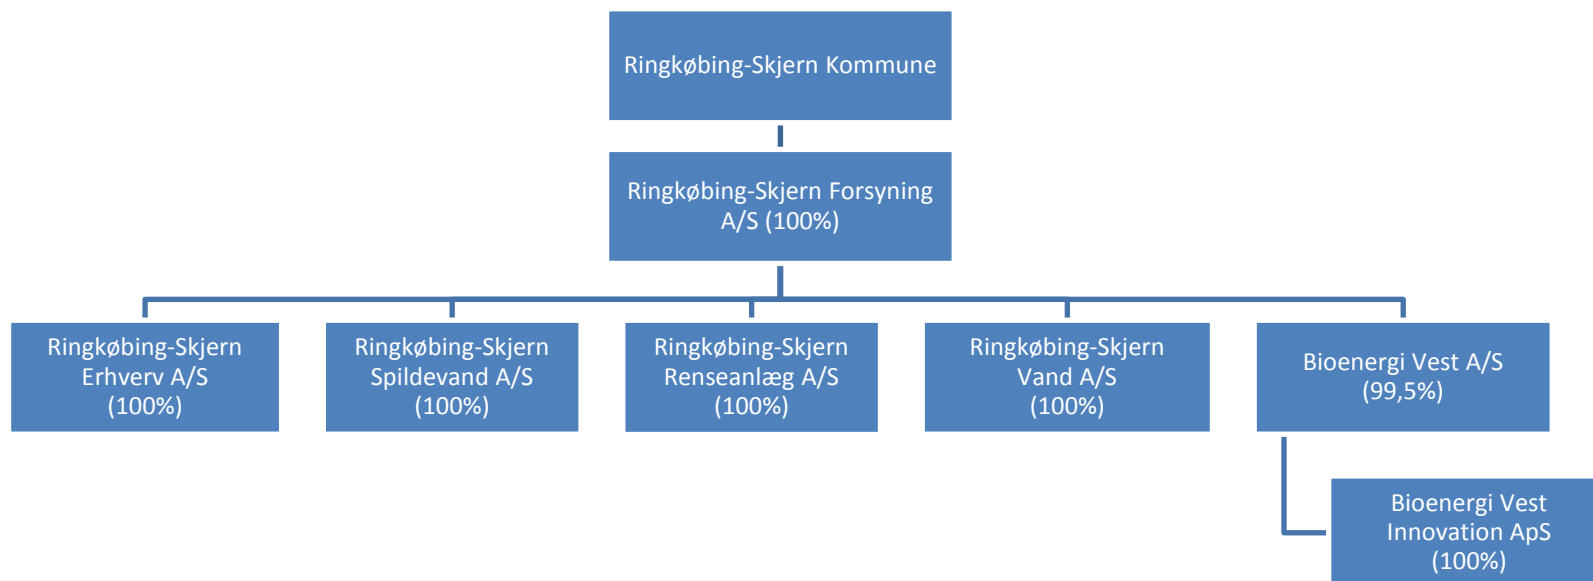 Ringkøbing-Skjern Kommune
Ringkøbing-Skjern Forsyning
A/S (100%)
Ringkøbing-Skjern
Erhverv A/S
(100%)
Ringkøbing-Skjern
Spildevand A/S
(100%)
Ringkøbing-Skjern
Renseanlæg A/S
(100%)
Ringkøbing-Skjern
Vand A/S
(100%)
Bioenergi Vest A/S
(99,5%)
Bioenergi Vest
Innovation ApS
(100%)